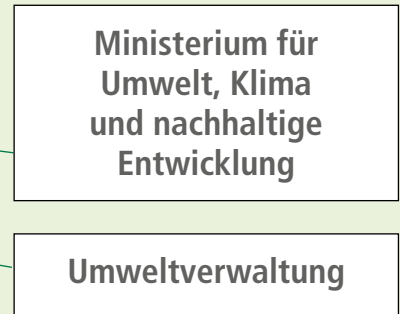 Ministerium für
Umwelt, Klima
und nachhaltige
Entwicklung
Umweltverwaltung